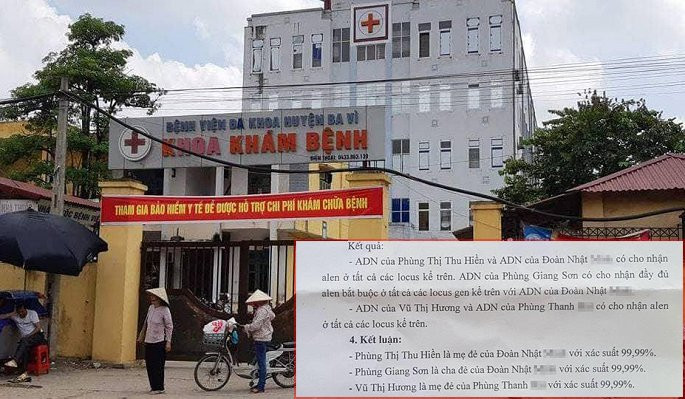 BỆNH VIỆN ĐA KHOA HUYỆN BA VÌ
KHOA KHÁM BỆNH
ĐIỆN THOẠI: 0433.863.139
THAM GIA BẢO HIỂM Y TẾ ĐỂ ĐƯỢC HỖ TRỢ CHI PHÍ KHÁM CHỮA BỆNH
Kết quả:
- ADN của Phùng Thị Thu Hiền và ADN của Đoàn Nhật có cho nhận
alen ở tất cả các locus kể trên. ADN của Phùng Giang Sơn có cho nhận đầy đủ
alen bắt buộc ở tất cả các locus gen kể trên với ADN của Đoàn Nhật
- ADN của Vũ Thị Hương và ADN của Phùng Thanh có cho nhận alen
ở tất cả các locus kể trên.
4. Kết luận:
- Phùng Thị Thu Hiền là mẹ đẻ của Đoàn Nhật với xác suất 99,99%.
- Phùng Giang Sơn là cha đẻ của Đoàn Nhật với xác suất 99,99%.
- Vũ Thị Hương là mẹ đẻ của Phùng Thanh với xác suất 99,99%.